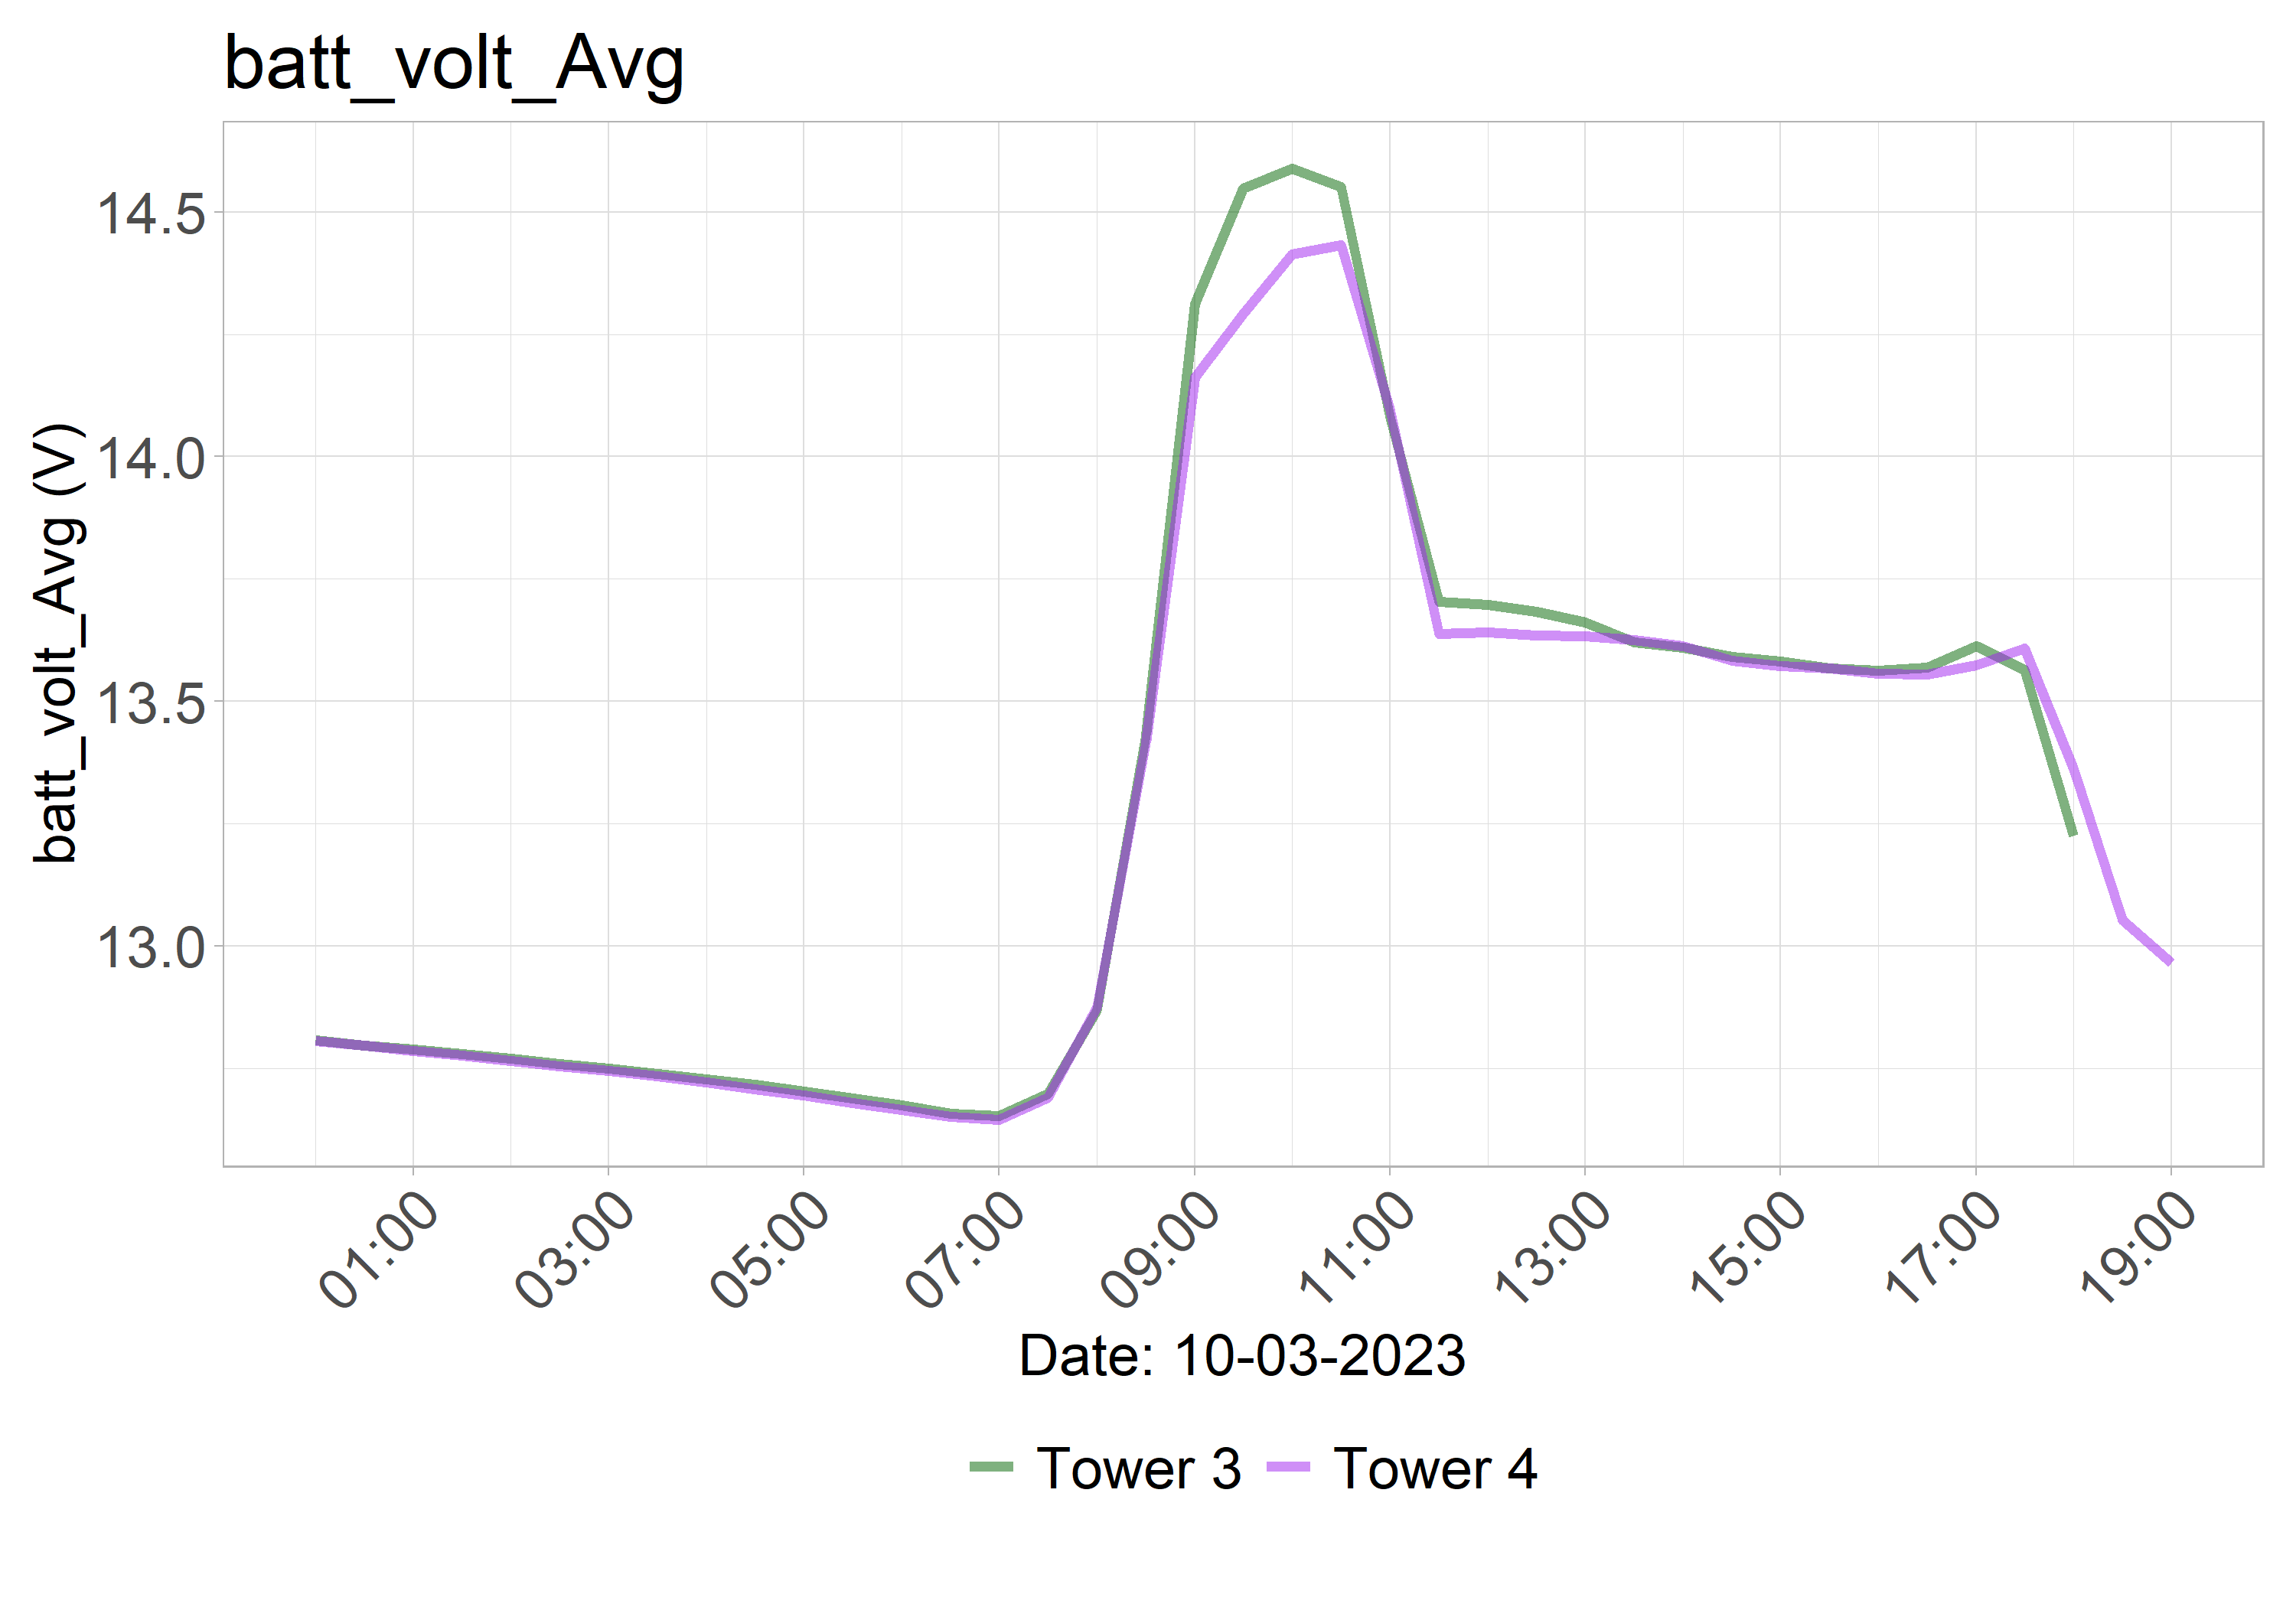 batt_volt_Avg
batt_volt_Avg (V)
14.5
14.0
13.5
13.0
01:00 03:00 05:00 07:00 09:00 11:00 13:00 15:00 17:00 19:00
Date: 10-03-2023
Tower 3 Tower 4